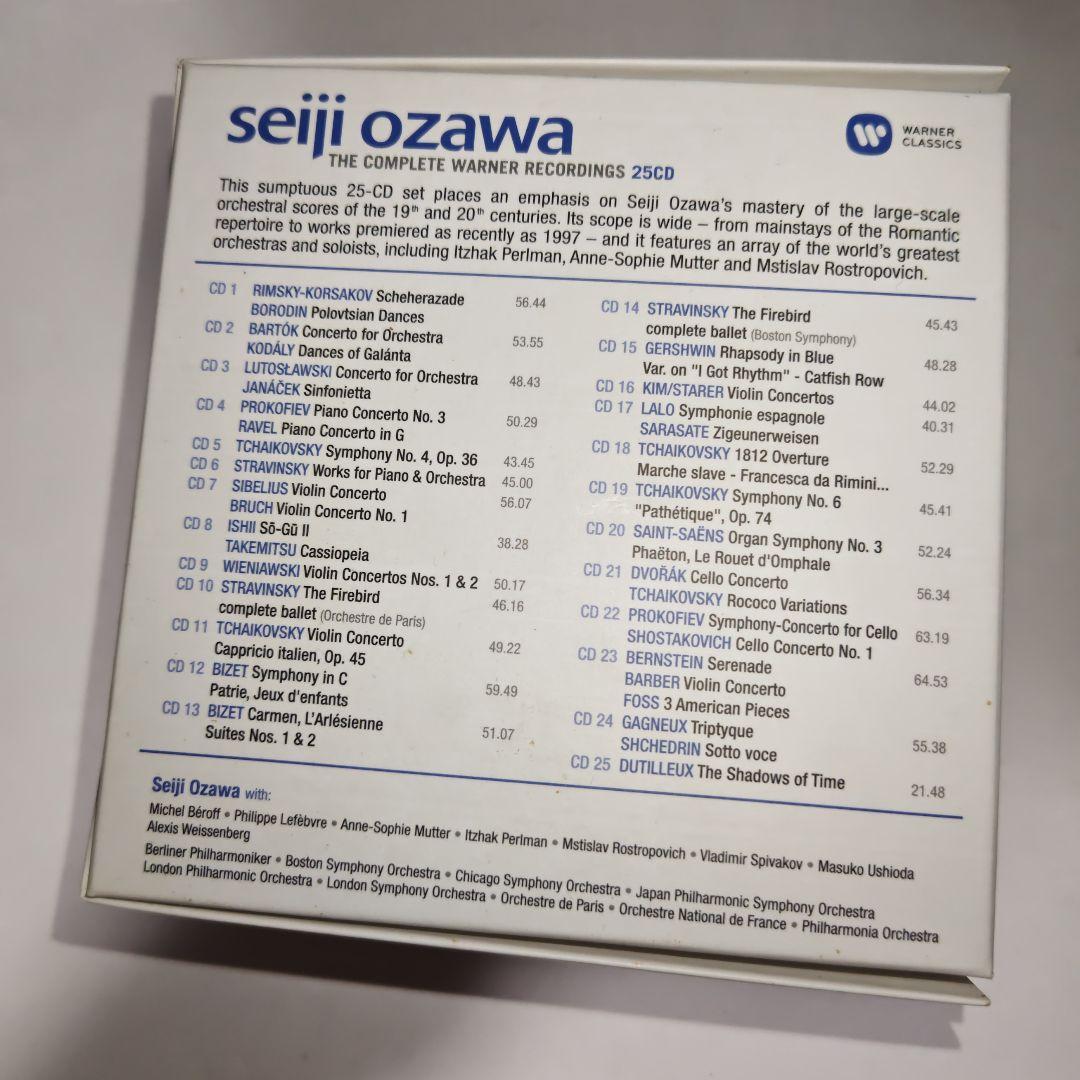 seiji ozawa
THE COMPLETE WARNER RECORDINGS 25CD
WARNER
CLASSICS
This sumptuous 25-CD set places an emphasis on Seiji Ozawa's mastery of the large-scale
orchestral scores of the 19th and 20th centuries. Its scope is wide – from mainstays of the Romantic
repertoire to works premiered as recently as 1997 – and it features an array of the world's greatest
orchestras and soloists, including Itzhak Perlman, Anne-Sophie Mutter and Mstislav Rostropovich.
CD 1 RIMSKY-KORSAKOV Scheherazade 56.44
BORODIN Polovtsian Dances
CD 2 BARTÓK Concerto for Orchestra 53.55
KODÁLY Dances of Galánta
CD 3 LUTOSŁAWSKI Concerto for Orchestra 48.43
JANÁČEK Sinfonietta
CD 4 PROKOFIEV Piano Concerto No. 3 50.29
RAVEL Piano Concerto in G
CD 5 TCHAIKOVSKY Symphony No. 4, Op. 36 43.45
CD 6 STRAVINSKY Works for Piano & Orchestra 45.00
CD 7 SIBELIUS Violin Concerto 56.07
BRUCH Violin Concerto No. 1
CD 8 ISHII Sō-Gū II 38.28
TAKEMITSU Cassiopeia
CD 9 WIENIAWSKI Violin Concertos Nos. 1 & 2 50.17
CD 10 STRAVINSKY The Firebird 46.16
complete ballet (Orchestre de Paris)
CD 11 TCHAIKOVSKY Violin Concerto 49.22
Cappricio italien, Op. 45
CD 12 BIZET Symphony in C 59.49
Patrie, Jeux d'enfants
CD 13 BIZET Carmen, L'Arlésienne 51.07
Suites Nos. 1 & 2
CD 14 STRAVINSKY The Firebird 45.43
complete ballet (Boston Symphony)
CD 15 GERSHWIN Rhapsody in Blue 48.28
Var. on "I Got Rhythm" - Catfish Row
CD 16 KIM/STARER Violin Concertos 44.02
CD 17 LALO Symphonie espagnole 40.31
SARASATE Zigeunerweisen
CD 18 TCHAIKOVSKY 1812 Overture 52.29
Marche slave - Francesca da Rimini...
CD 19 TCHAIKOVSKY Symphony No. 6 45.41
"Pathétique", Op. 74
CD 20 SAINT-SAËNS Organ Symphony No. 3 52.24
Phaëton, Le Rouet d'Omphale
CD 21 DVOŘÁK Cello Concerto 56.34
TCHAIKOVSKY Rococo Variations
CD 22 PROKOFIEV Symphony-Concerto for Cello 63.19
SHOSTAKOVICH Cello Concerto No. 1
CD 23 BERNSTEIN Serenade 64.53
BARBER Violin Concerto
FOSS 3 American Pieces
CD 24 GAGNEUX Triptyque 55.38
SHCHEDRIN Sotto voce
CD 25 DUTILLEUX The Shadows of Time 21.48
Seiji Ozawa with:
Michel Béroff • Philippe Lefèbvre • Anne-Sophie Mutter • Itzhak Perlman • Mstislav Rostropovich • Vladimir Spivakov • Masuko Ushioda
Alexis Weissenberg
Berliner Philharmoniker • Boston Symphony Orchestra • Chicago Symphony Orchestra • Japan Philharmonic Symphony Orchestra
London Philharmonic Orchestra • London Symphony Orchestra • Orchestre de Paris • Orchestre National de France • Philharmonia Orchestra